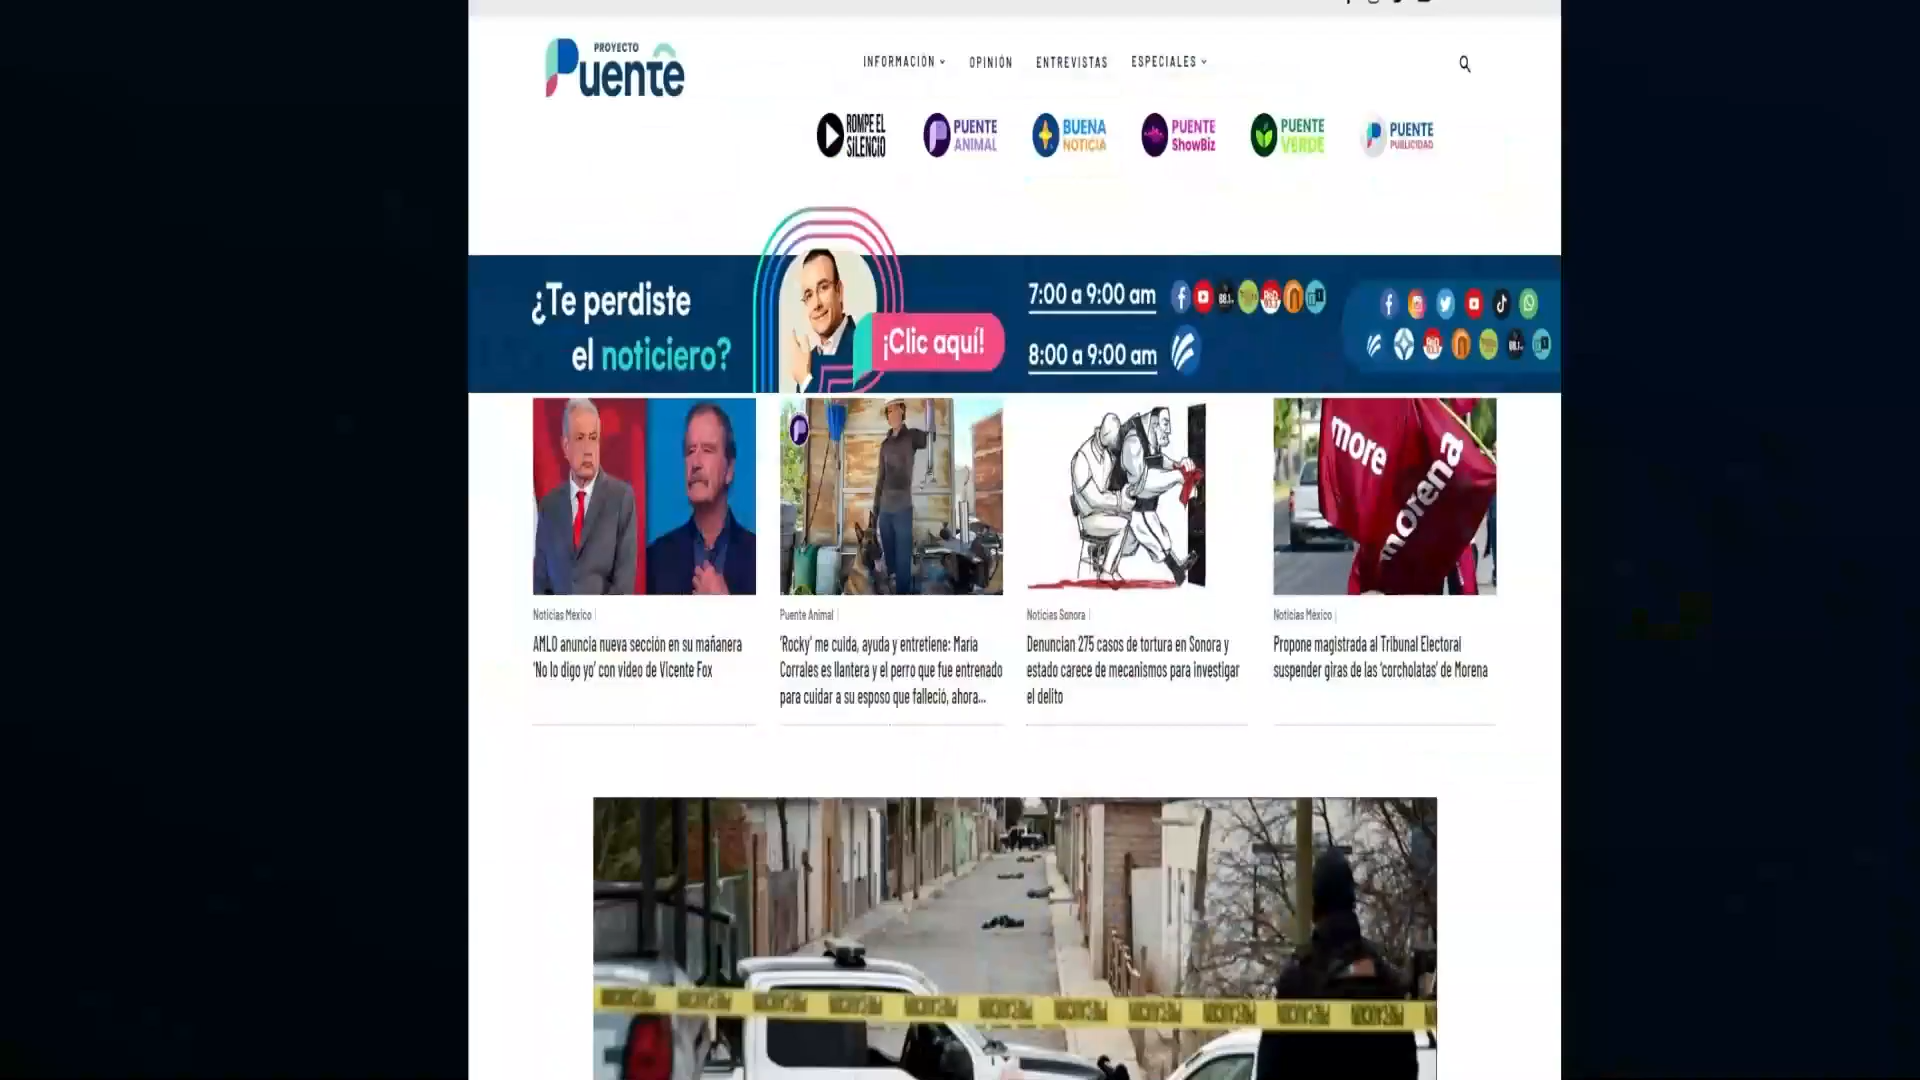 PROYECTO
Puente
INFORMACIÓN
OPINIÓN
ENTREVISTAS
ESPECIALES
ROMPE EL
SILENCIO
PUENTE
ANIMAL
BUENA
NOTICIA
PUENTE
ShowBiz
PUENTE
VERDE
PUENTE
PUBLICIDAD
¿Te perdiste
el noticiero?
¡Clic aquí!
7:00 a 9:00 am
8:00 a 9:00 am
more
morena
Noticias México
AMLO anuncia nueva sección en su mañanera
'No lo digo yo' con video de Vicente Fox
Puente Animal
'Rocky' me cuida, ayuda y entretiene: María
Corrales es llantera y el perro que fue entrenado
para cuidar a su esposo que falleció, ahora...
Noticias Sonora
Denuncian 275 casos de tortura en Sonora y
estado carece de mecanismos para investigar
el delito
Noticias México
Propone magistrada al Tribunal Electoral
suspender giras de las 'corcholatas' de Morena